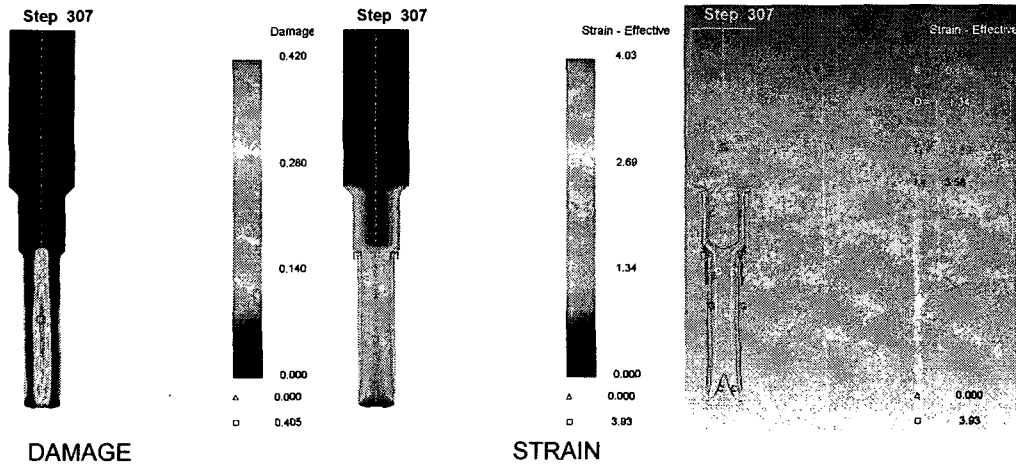 Step 307
Damage
0.420
0.280
0.140
0.000
△ 0.000
□ 0.405
DAMAGE
Step 307
Strain - Effective
4.03
2.69
1.34
0.000
△ 0.000
□ 3.93
STRAIN
Step 307
Strain - Effective
△ 0.000
□ 3.93